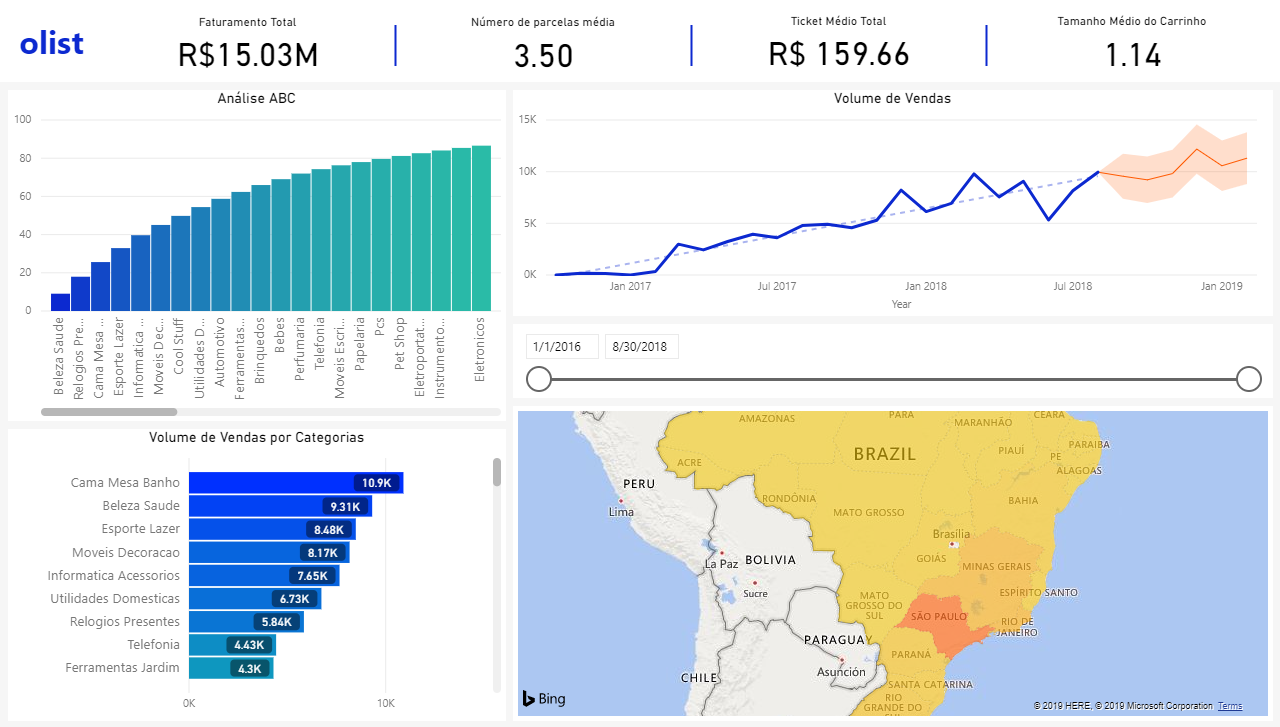 olist
Faturamento Total
R$15.03M
Número de parcelas média
3.50
Ticket Médio Total
R$ 159.66
Tamanho Médio do Carrinho
1.14
Análise ABC
100
80
60
40
20
0
Beleza Saude
Relogios Pre...
Cama Mesa ...
Esporte Lazer
Informatica ...
Moveis Dec...
Cool Stuff
Utilidades D...
Automotivo
Ferramentas...
Brinquedos
Bebes
Perfumaria
Telefonia
Moveis Escri...
Papelaria
Pcs
Pet Shop
Eletroportat...
Instrumento...
Eletronicos
Volume de Vendas
15K
10K
5K
0K
Jan 2017
Jul 2017
Jan 2018
Jul 2018
Jan 2019
Year
1/1/2016
8/30/2018
Volume de Vendas por Categorias
Cama Mesa Banho 10.9K
Beleza Saude 9.31K
Esporte Lazer 8.48K
Moveis Decoracao 8.17K
Informatica Acessorios 7.65K
Utilidades Domesticas 6.73K
Relogios Presentes 5.84K
Telefonia 4.43K
Ferramentas Jardim 4.3K
0K
10K
AMAZONAS
PARÁ
MARANHÃO
CEARÁ
BRAZIL
PIAUÍ
PARAIBA
PE
ACRE
ALAGOAS
PERU
RONDÔNIA
BAHIA
Lima
MATO GROSSO
Brasília
BOLIVIA
La Paz
GOIÁS
MINAS GERAIS
Sucre
MATO
GROSSO DO
SUL
ESPÍRITO SANTO
SÃO PAULO
RIO DE
JANEIRO
PARAGUAY
PARANÁ
Asunción
CHILE
SANTA CATARINA
RIO
GRANDE DO
SUL
Bing
© 2019 HERE, © 2019 Microsoft Corporation Terms